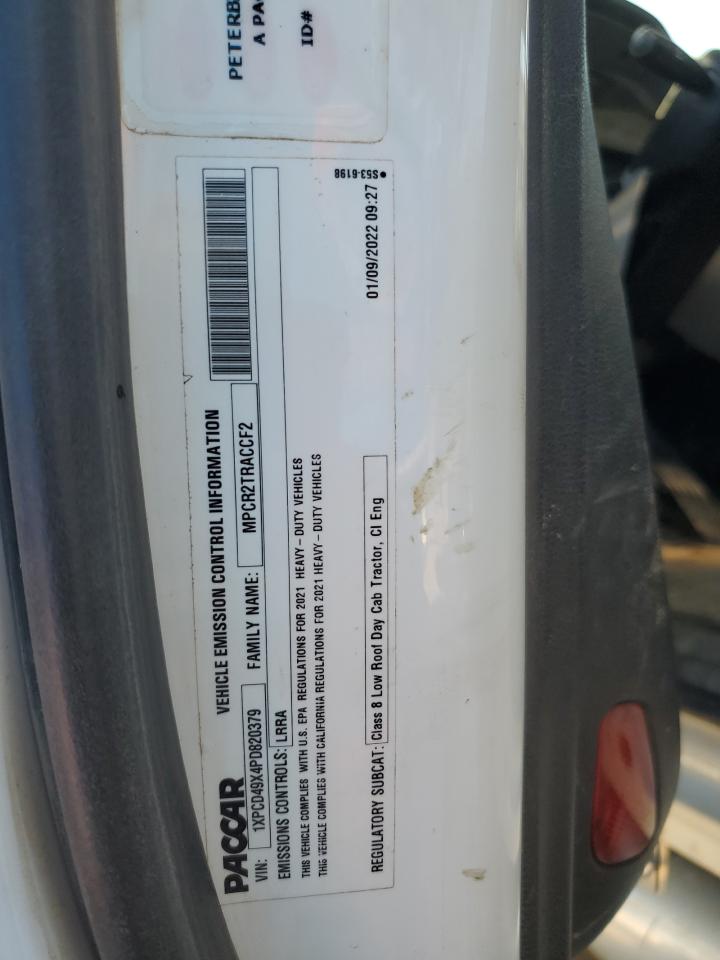 PETERB
A PA
ID#
PACCAR
VEHICLE EMISSION CONTROL INFORMATION
VIN: 1XPCD49X4PD820379 FAMILY NAME: MPCR2TRACCF2
EMISSIONS CONTROLS: LRRA
THIS VEHICLE COMPLIES WITH U.S. EPA REGULATIONS FOR 2021 HEAVY-DUTY VEHICLES
THIS VEHICLE COMPLIES WITH CALIFORNIA REGULATIONS FOR 2021 HEAVY-DUTY VEHICLES
REGULATORY SUBCAT: Class 8 Low Roof Day Cab Tractor, CI Eng
01/09/2022 09:27
S53-6198